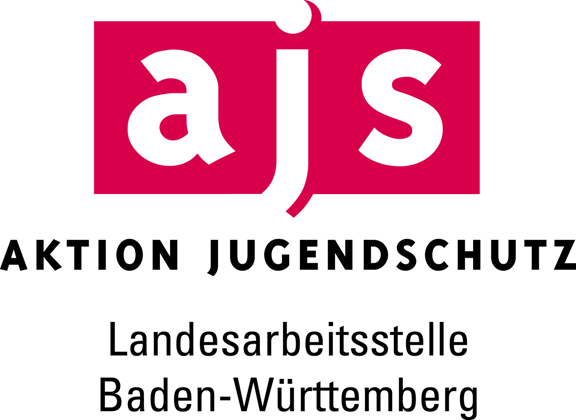 ajs
AKTION JUGENDSCHUTZ
Landesarbeitsstelle
Baden-Württemberg